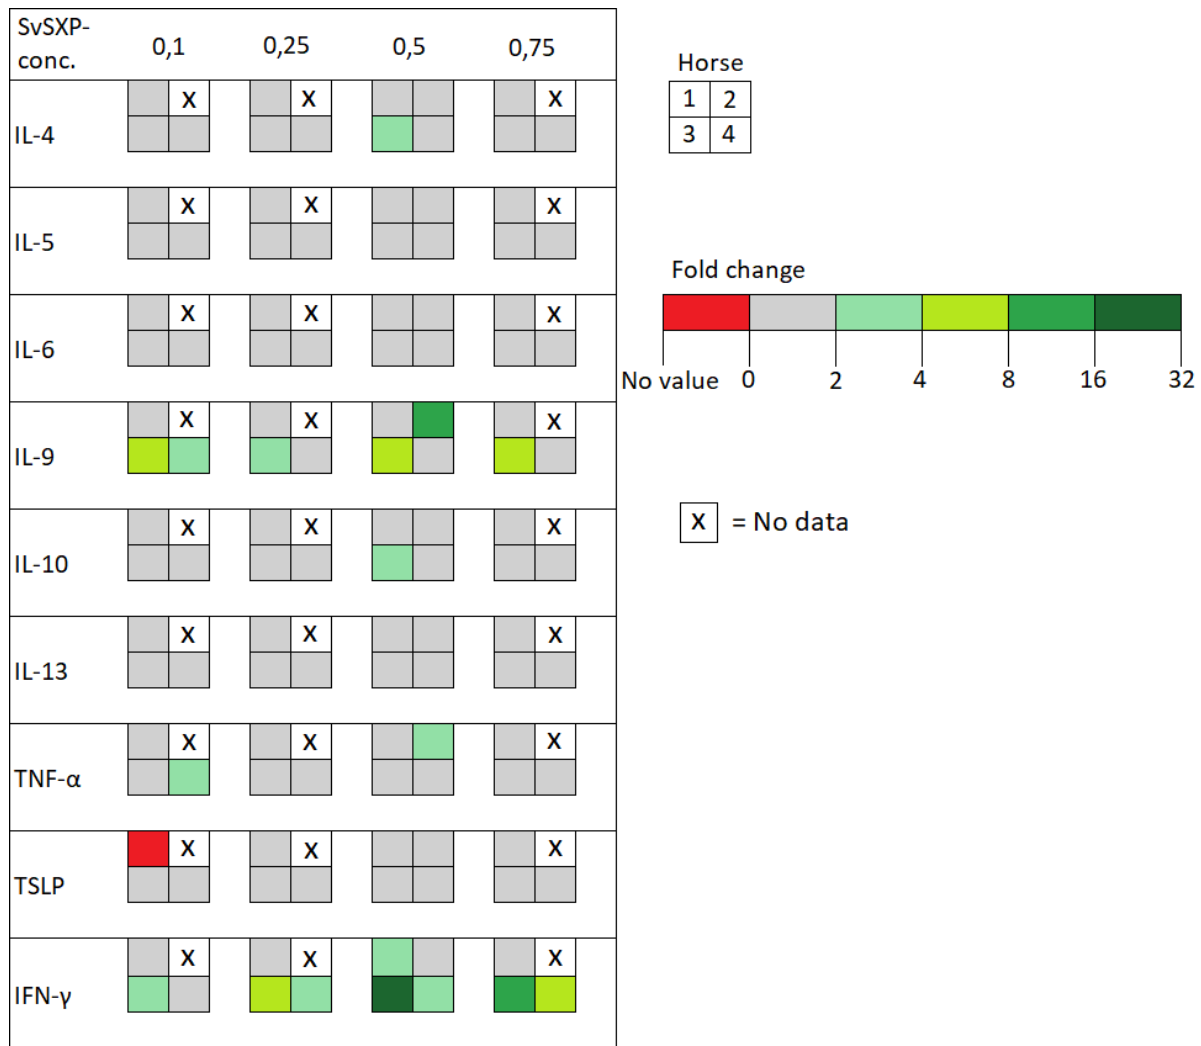 SvSXP-
conc. 0,1 0,25 0,5 0,75
X X X
IL-4
X X X
IL-5
X X X
IL-6
X X X
IL-9
X X X
IL-10
X X X
IL-13
X X X
TNF-α
X X X
TSLP
X X X
IFN-γ
Horse
1 2
3 4
Fold change
No value 0 2 4 8 16 32
X = No data